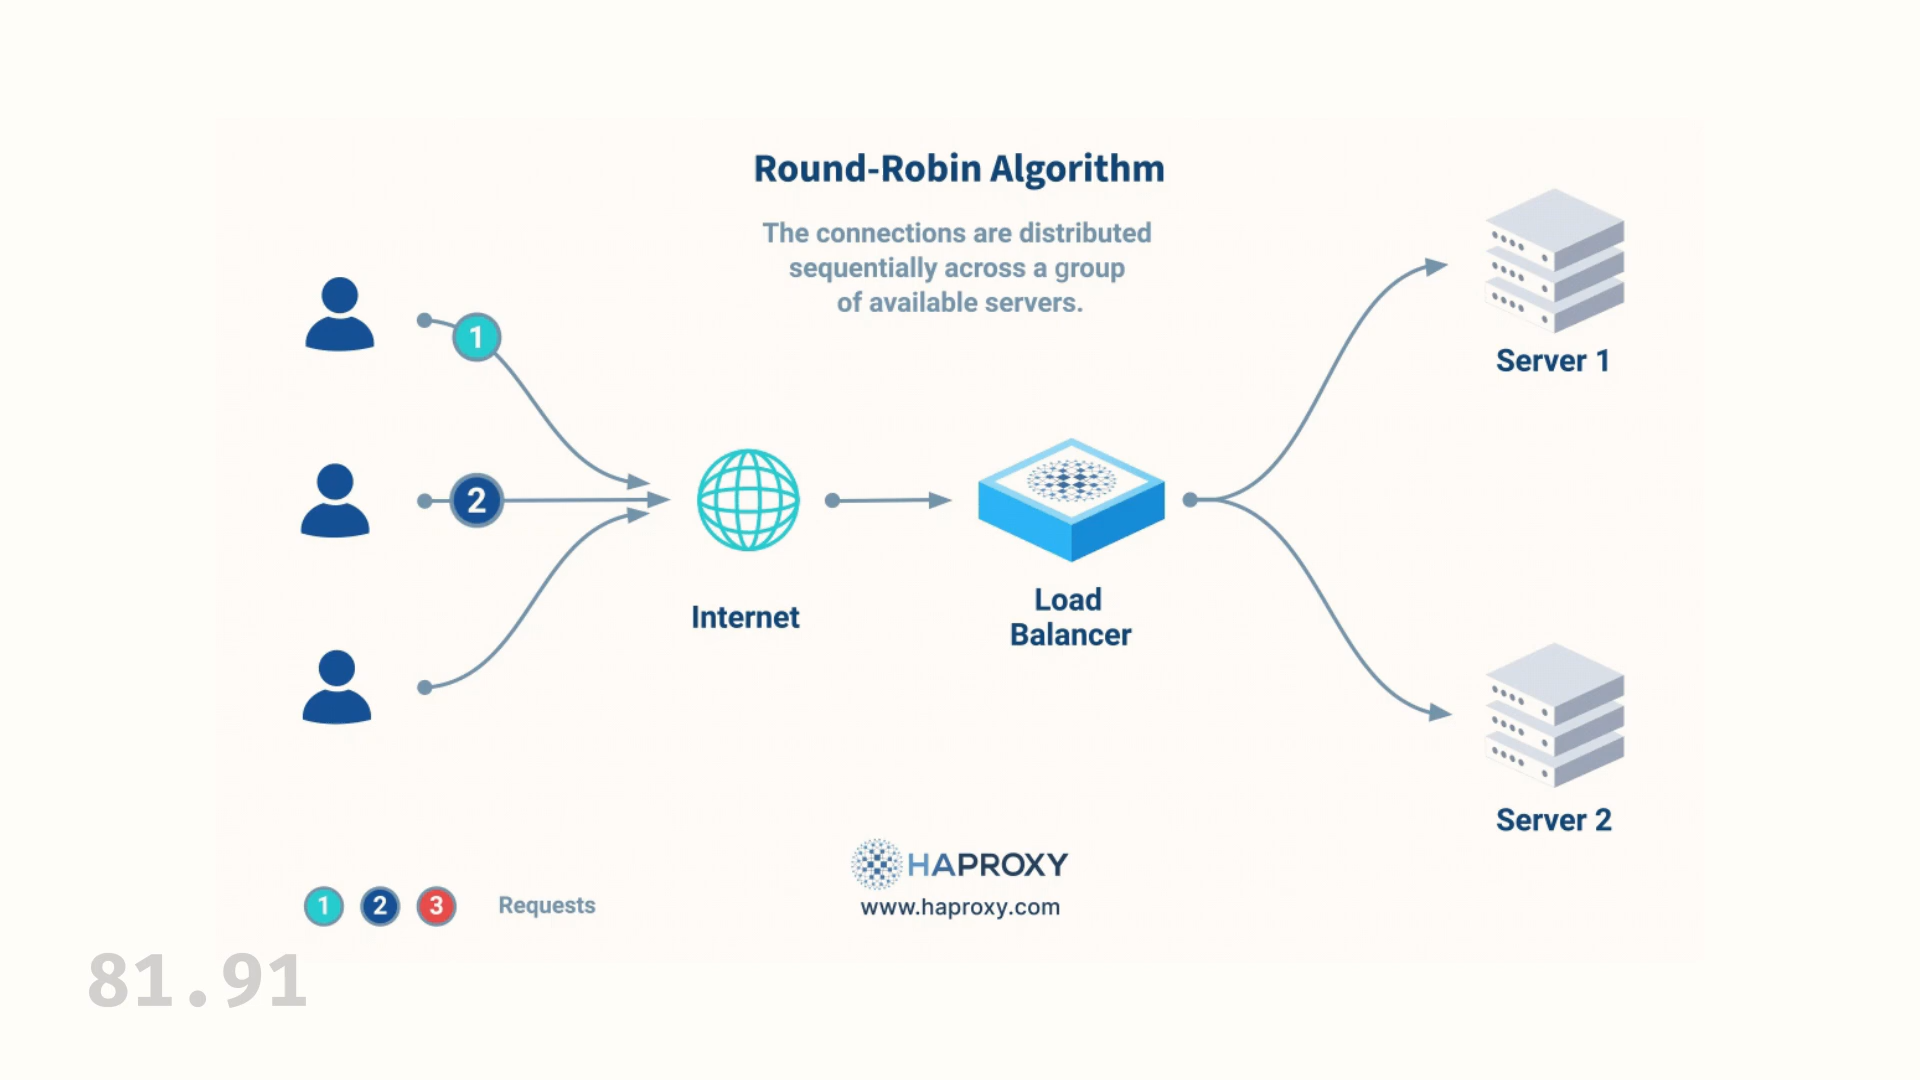 Round-Robin Algorithm
The connections are distributed
sequentially across a group
of available servers.
1
2
Server 1
Internet
Load
Balancer
Server 2
HAPROXY
www.haproxy.com
1 2 3 Requests
81.91